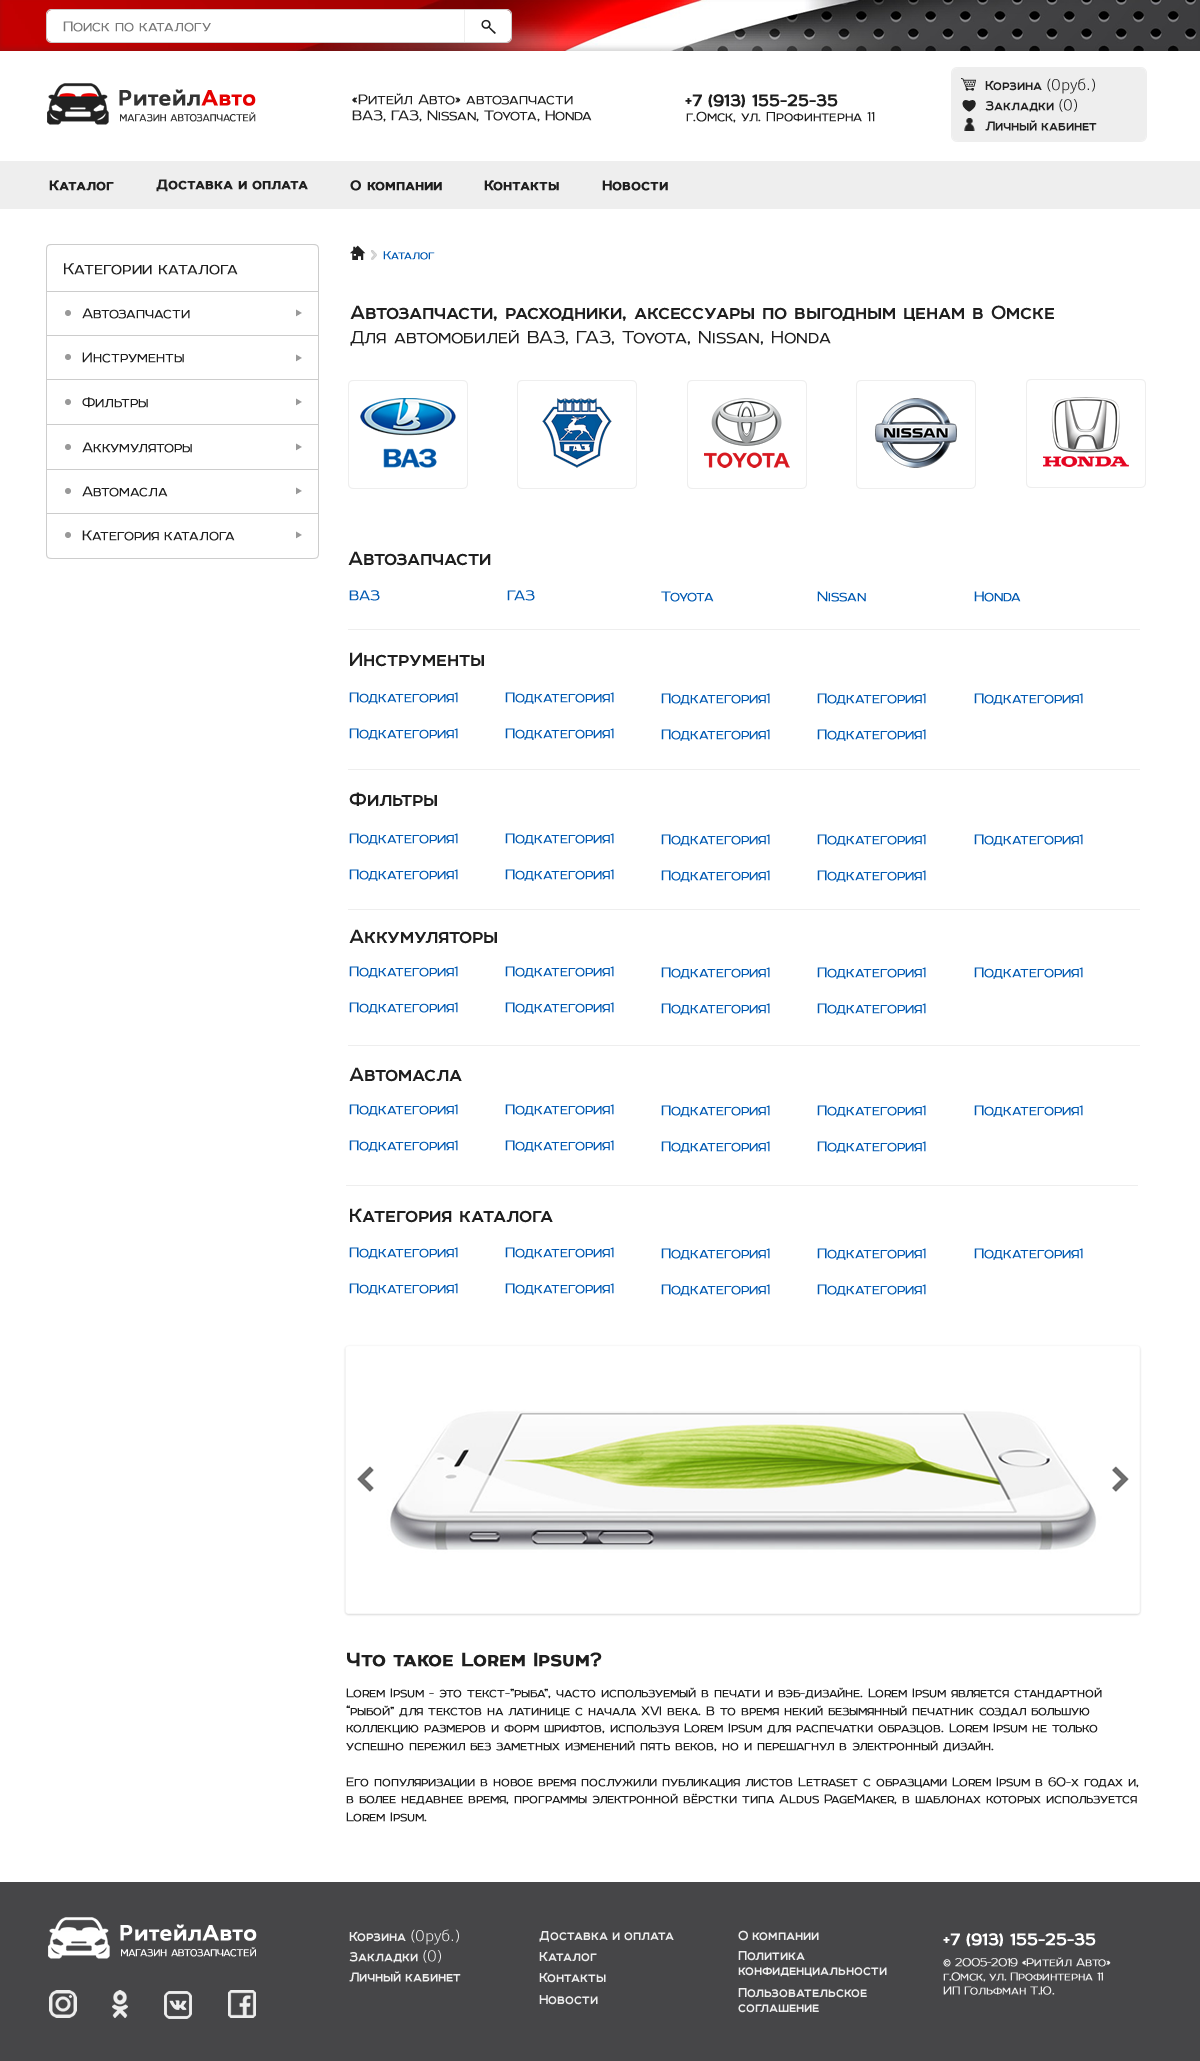 Поиск по каталогу
РитейлАвто
магазин автозапчастей
«Ритейл Авто» автозапчасти
ВАЗ, ГАЗ, Nissan, Toyota, Honda
+7 (913) 155-25-35
г.Омск, ул. Профинтерна 11
Корзина (0руб.)
Закладки (0)
Личный кабинет
Каталог Доставка и оплата О компании Контакты Новости
Категории каталога
Автозапчасти
Инструменты
Фильтры
Аккумуляторы
Автомасла
Категория каталога
Каталог
Автозапчасти, расходники, аксессуары по выгодным ценам в Омске
Для автомобилей ВАЗ, ГАЗ, Toyota, Nissan, Honda
ВАЗ
ГАЗ
TOYOTA
NISSAN
HONDA
Автозапчасти
ВАЗ ГАЗ Toyota Nissan Honda
Инструменты
Подкатегория1 Подкатегория1 Подкатегория1 Подкатегория1 Подкатегория1
Подкатегория1 Подкатегория1 Подкатегория1 Подкатегория1
Фильтры
Подкатегория1 Подкатегория1 Подкатегория1 Подкатегория1 Подкатегория1
Подкатегория1 Подкатегория1 Подкатегория1 Подкатегория1
Аккумуляторы
Подкатегория1 Подкатегория1 Подкатегория1 Подкатегория1 Подкатегория1
Подкатегория1 Подкатегория1 Подкатегория1 Подкатегория1
Автомасла
Подкатегория1 Подкатегория1 Подкатегория1 Подкатегория1 Подкатегория1
Подкатегория1 Подкатегория1 Подкатегория1 Подкатегория1
Категория каталога
Подкатегория1 Подкатегория1 Подкатегория1 Подкатегория1 Подкатегория1
Подкатегория1 Подкатегория1 Подкатегория1 Подкатегория1
Что такое Lorem Ipsum?
Lorem Ipsum - это текст-"рыба", часто используемый в печати и вэб-дизайне. Lorem Ipsum является стандартной
"рыбой" для текстов на латинице с начала XVI века. В то время некий безымянный печатник создал большую
коллекцию размеров и форм шрифтов, используя Lorem Ipsum для распечатки образцов. Lorem Ipsum не только
успешно пережил без заметных изменений пять веков, но и перешагнул в электронный дизайн.
Его популяризации в новое время послужили публикация листов Letraset с образцами Lorem Ipsum в 60-х годах и,
в более недавнее время, программы электронной вёрстки типа Aldus PageMaker, в шаблонах которых используется
Lorem Ipsum.
РитейлАвто
магазин автозапчастей
Корзина (0руб.)
Закладки (0)
Личный кабинет
Доставка и оплата
Каталог
Контакты
Новости
О компании
Политика
конфиденциальности
Пользовательское
соглашение
+7 (913) 155-25-35
© 2005-2019 «Ритейл Авто»
г.Омск, ул. Профинтерна 11
ИП Гольфман Т.Ю.